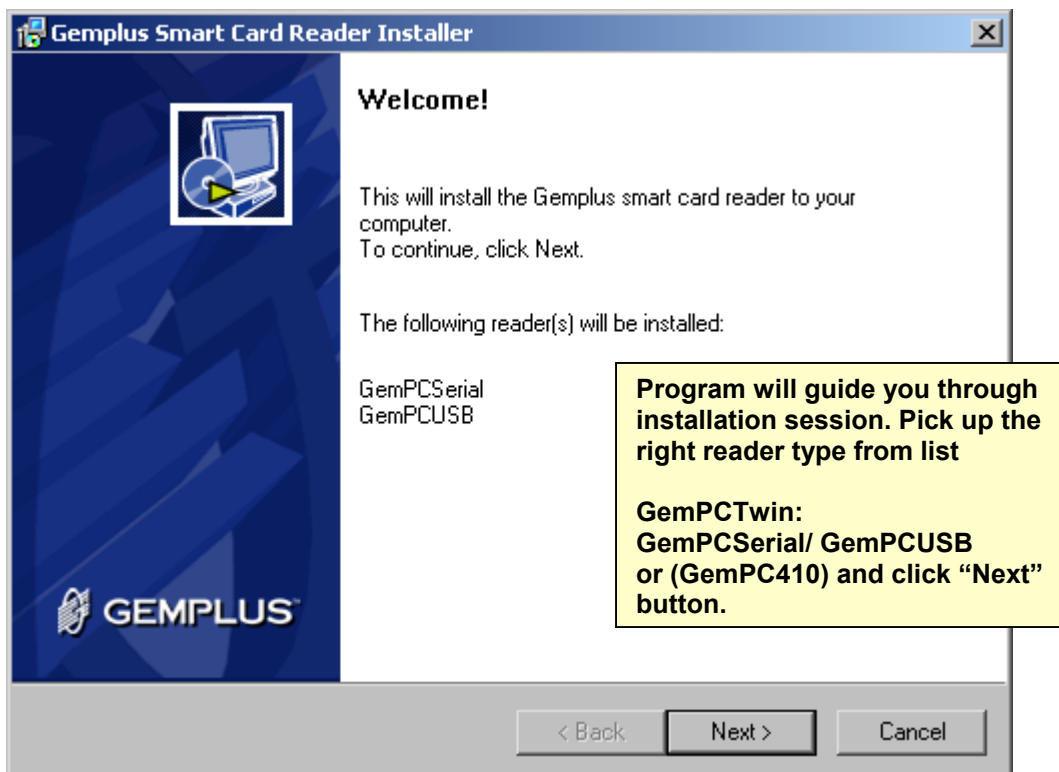 Gemplus Smart Card Reader Installer
Welcome!
This will install the Gemplus smart card reader to your
computer.
To continue, click Next.
The following reader(s) will be installed:
GemPCSerial
GemPCUSB
Program will guide you through
installation session. Pick up the
right reader type from list
GemPCTwin:
GemPCSerial/ GemPCUSB
or (GemPC410) and click “Next”
button.
GEMPLUS™
< Back
Next >
Cancel